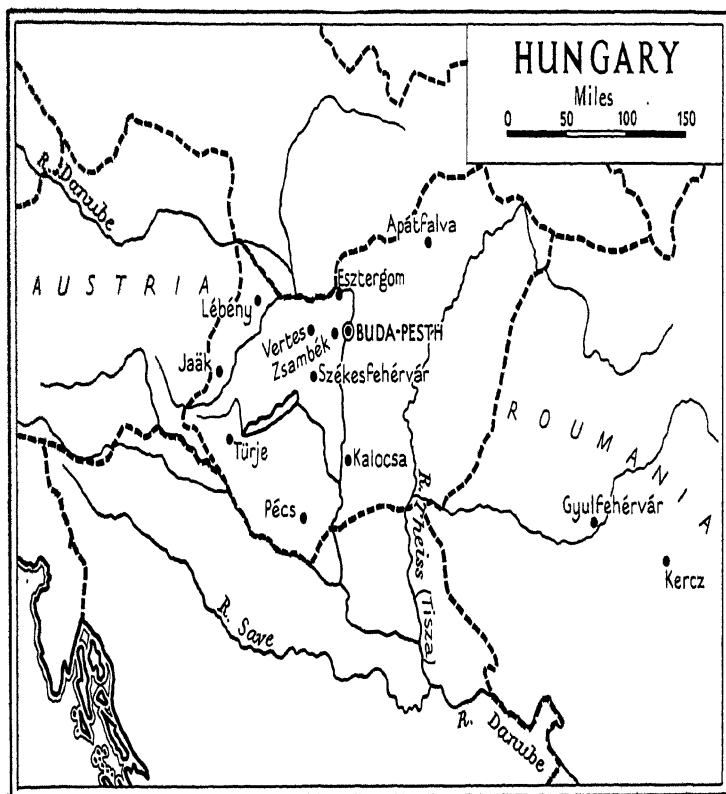 HUNGARY
Miles
0 50 100 150
R. Danube
Apátfalva
AUSTRIA
Esztergom
Lébény
Vertes
Zsambék
BUDA-PESTH
Jaäk
Székesfehérvár
ROUMANIA
Türje
Kalocsa
R. Theiss (Tisza)
Pécs
Gyulfehérvár
Kercz
R. Save
R. Danube